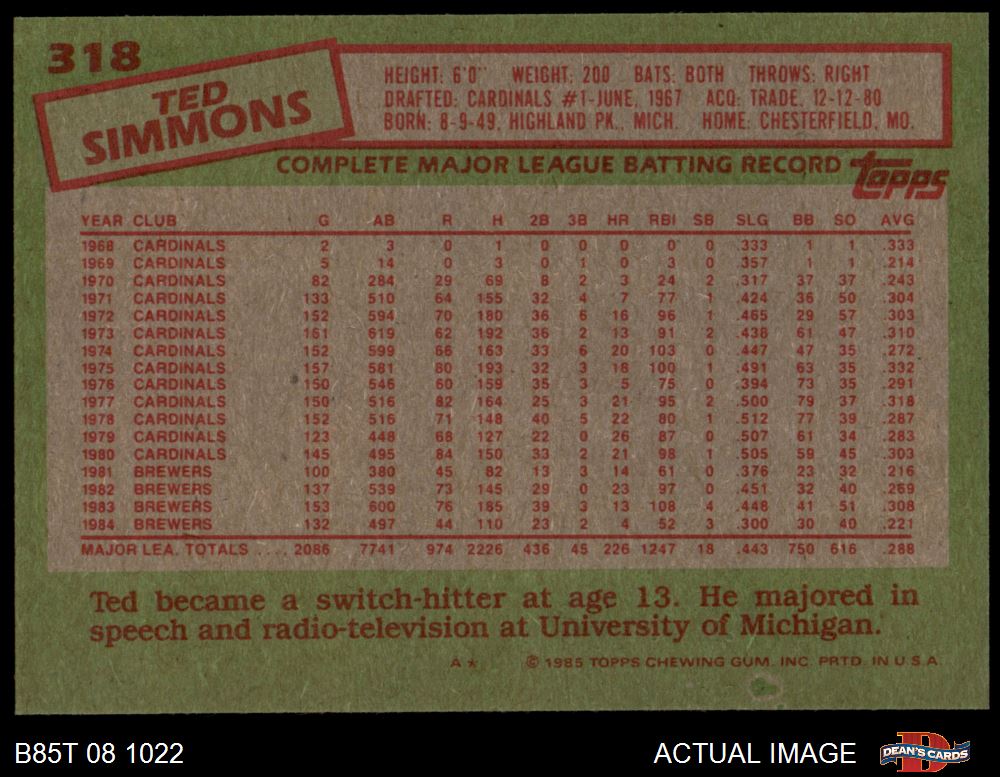 318
TED
SIMMONS
HEIGHT: 6'0" WEIGHT: 200 BATS: BOTH THROWS: RIGHT
DRAFTED: CARDINALS #1-JUNE, 1967 ACQ: TRADE, 12-12-80
BORN: 8-9-49, HIGHLAND PK., MICH. HOME: CHESTERFIELD, MO.
COMPLETE MAJOR LEAGUE BATTING RECORD
Topps
YEAR CLUB G AB R H 2B 3B HR RBI SB SLG BB SO AVG
1968 CARDINALS 2 3 0 1 0 0 0 0 0 .333 1 1 .333
1969 CARDINALS 5 14 0 3 0 1 0 3 0 .357 1 1 .214
1970 CARDINALS 82 284 29 69 8 2 3 24 2 .317 37 37 .243
1971 CARDINALS 133 510 64 155 32 4 7 77 1 .424 36 50 .304
1972 CARDINALS 152 594 70 180 36 6 16 96 1 .465 29 57 .303
1973 CARDINALS 161 619 62 192 36 2 13 91 2 .438 61 47 .310
1974 CARDINALS 152 599 66 163 33 6 20 103 0 .447 47 35 .272
1975 CARDINALS 157 581 80 193 32 3 18 100 1 .491 63 35 .332
1976 CARDINALS 150 546 60 159 35 3 5 75 0 .394 73 35 .291
1977 CARDINALS 150 516 82 164 25 3 21 95 2 .500 79 37 .318
1978 CARDINALS 152 516 71 148 40 5 22 80 1 .512 77 39 .287
1979 CARDINALS 123 448 68 127 22 0 26 87 0 .507 61 34 .283
1980 CARDINALS 145 495 84 150 33 2 21 98 1 .505 59 45 .303
1981 BREWERS 100 380 45 82 13 3 14 61 0 .376 23 32 .216
1982 BREWERS 137 539 73 145 29 0 23 97 0 .451 32 40 .269
1983 BREWERS 153 600 76 185 39 3 13 108 4 .448 41 51 .308
1984 BREWERS 132 497 44 110 23 2 4 52 3 .300 30 40 .221
MAJOR LEA. TOTALS .... 2086 7741 974 2226 436 45 226 1247 18 .443 750 616 .288
Ted became a switch-hitter at age 13. He majored in
speech and radio-television at University of Michigan.
A★ © 1985 TOPPS CHEWING GUM, INC. PRTD. IN U.S.A.
B85T 08 1022
ACTUAL IMAGE
D
DEAN'S CARDS